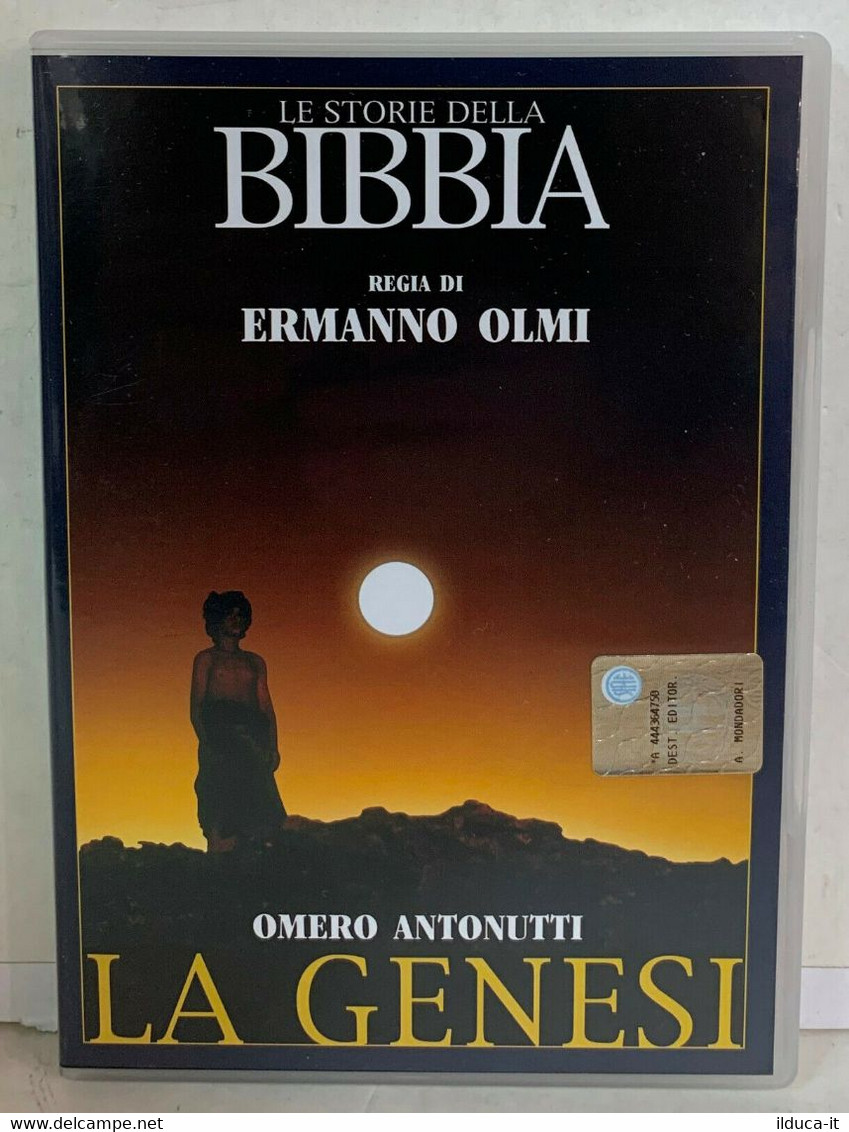 LE STORIE DELLA
BIBBIA
REGIA DI
ERMANNO OLMI
*A 444364750
DEST. EDITOR.
A. MONDADORI
OMERO ANTONUTTI
LA GENESI
delcampe.net
ilduca-it